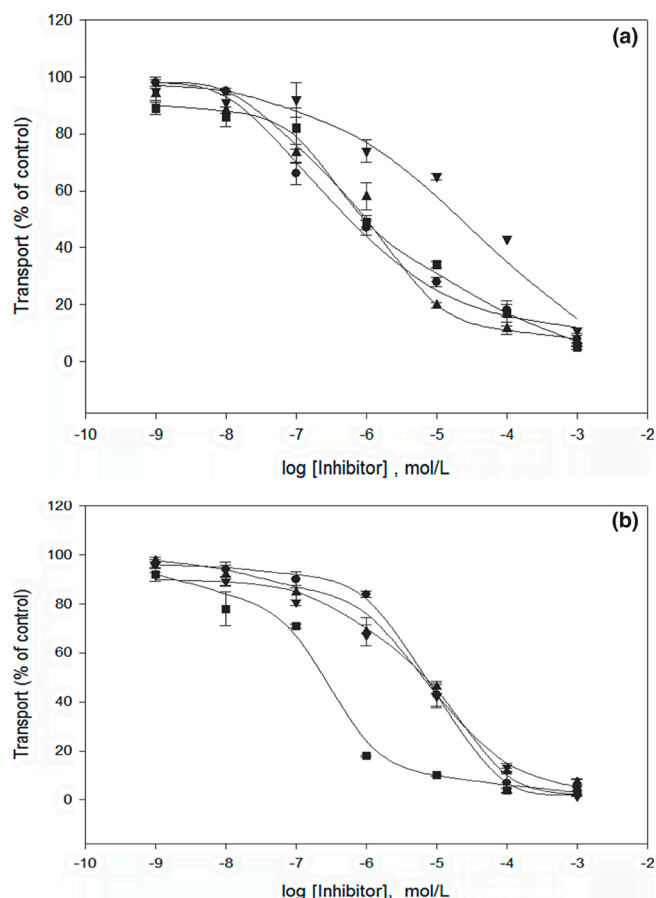 (a)
Transport (% of control)
120
100
80
60
40
20
0
-10 -9 -8 -7 -6 -5 -4 -3 -2
log [Inhibitor] , mol/L
(b)
Transport (% of control)
120
100
80
60
40
20
0
-10 -9 -8 -7 -6 -5 -4 -3 -2
log [Inhibitor], mol/L